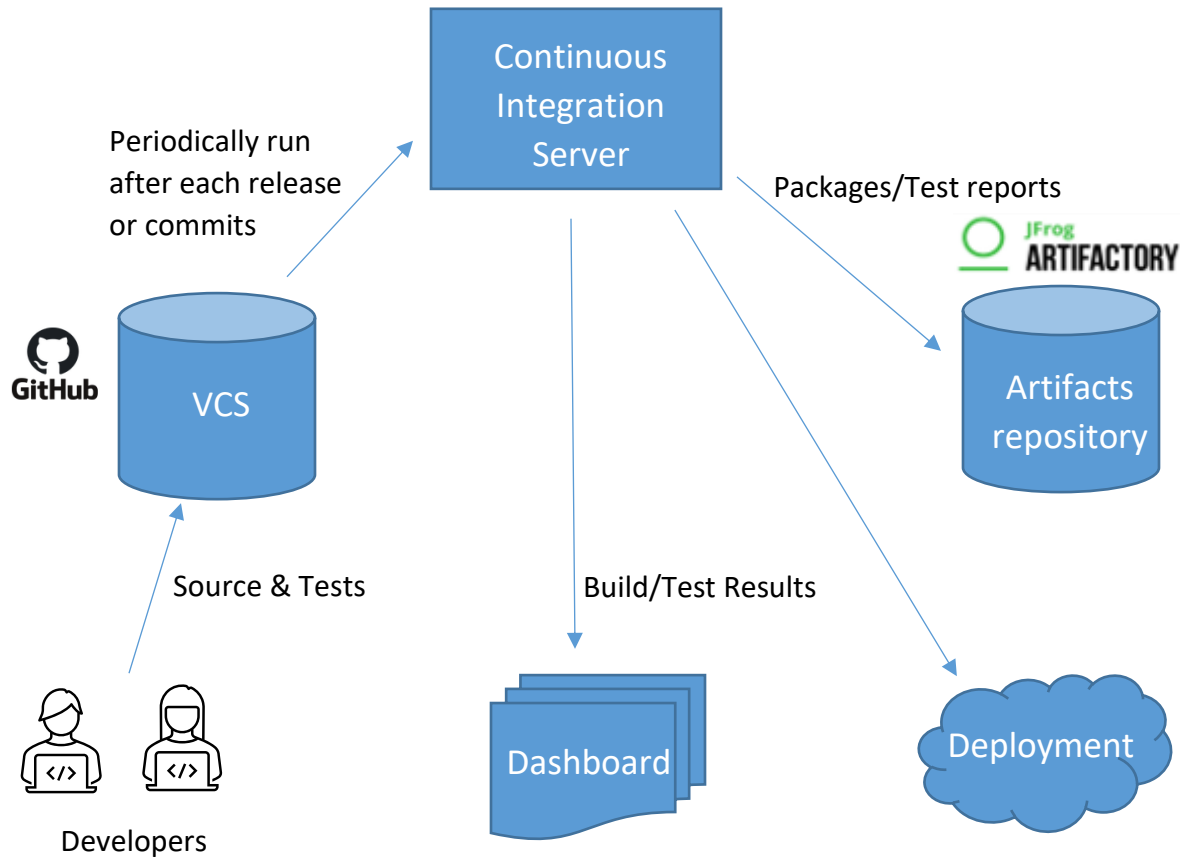 Continuous
Integration
Server
Periodically run
after each release
or commits
Packages/Test reports
JFrog
ARTIFACTORY
GitHub
VCS
Artifacts
repository
Source & Tests
Build/Test Results
</>
</>
Dashboard
Deployment
Developers